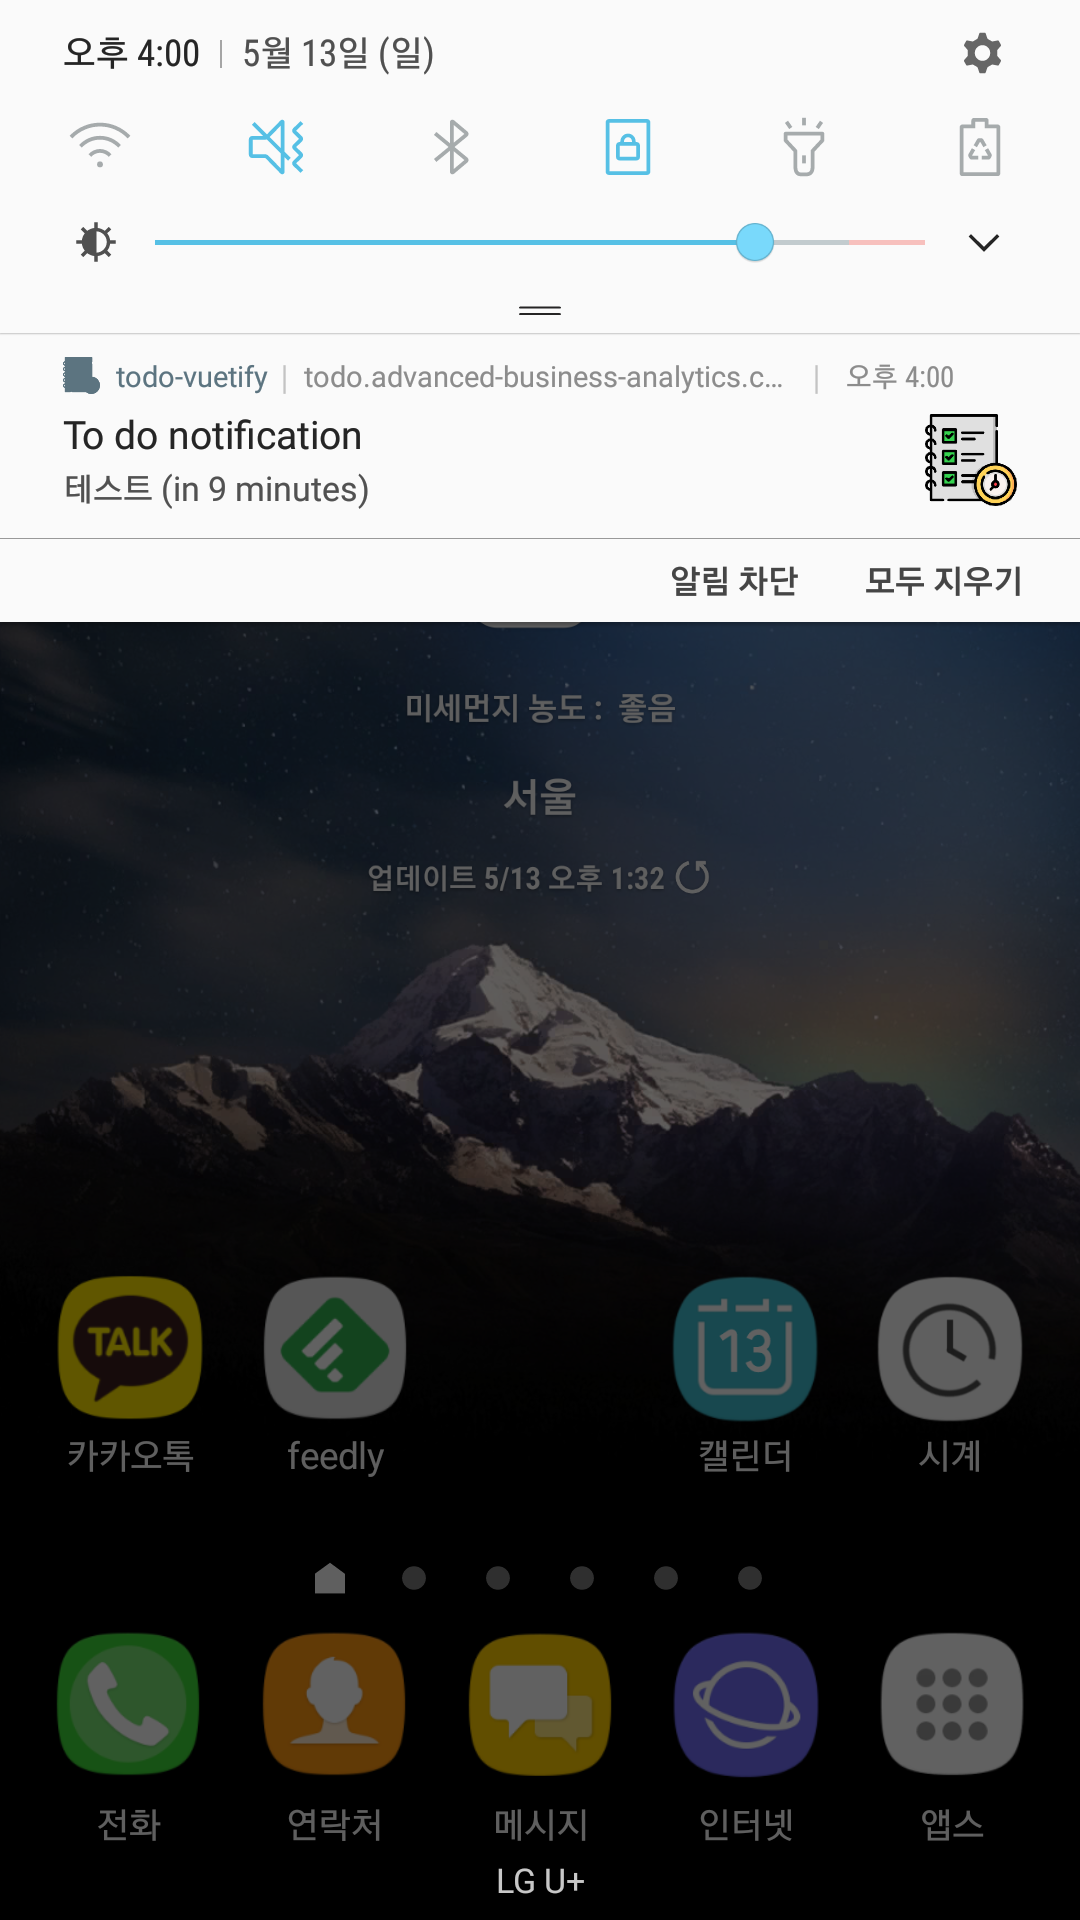 오후 4:00 | 5월 13일 (일)
todo-vuetify | todo.advanced-business-analytics.c... | 오후 4:00
To do notification
테스트 (in 9 minutes)
알림 차단 모두 지우기
미세먼지 농도 : 좋음
서울
업데이트 5/13 오후 1:32
TALK 13
카카오톡 feedly 캘린더 시계
전화 연락처 메시지 인터넷 앱스
LG U+